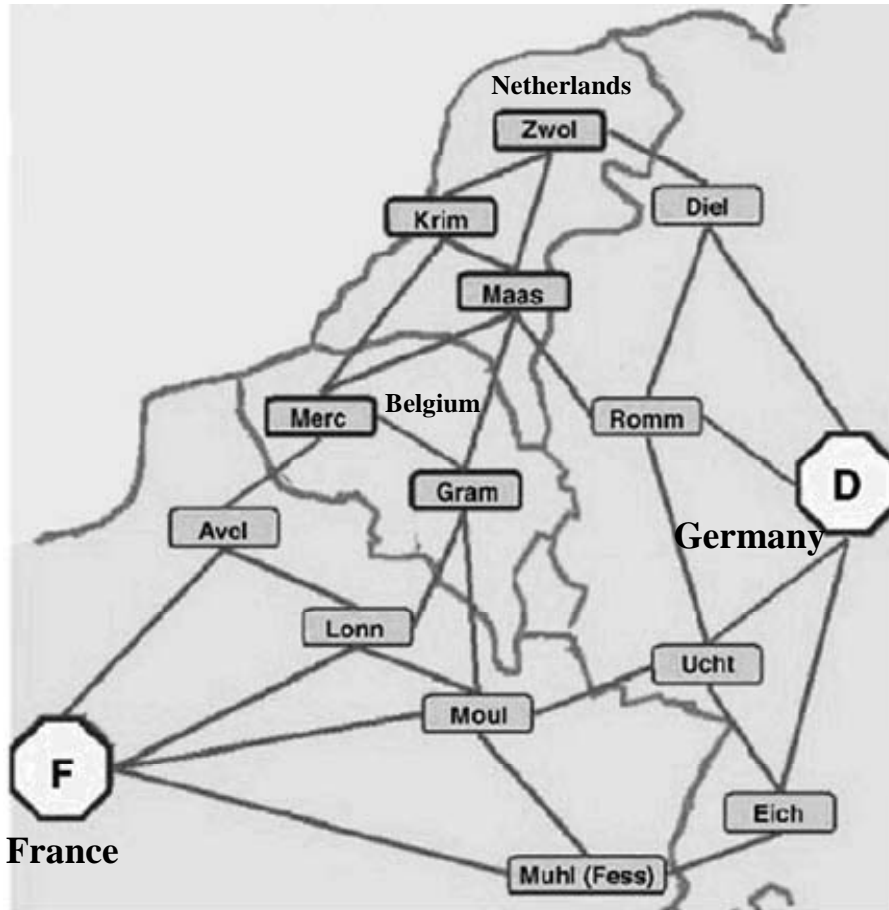 Netherlands
Zwol
Diel
Krim
Maas
Merc
Belgium
Romm
Gram
D
Avel
Germany
Lonn
Ucht
Moul
F
Eich
France
Muhl (Fess)